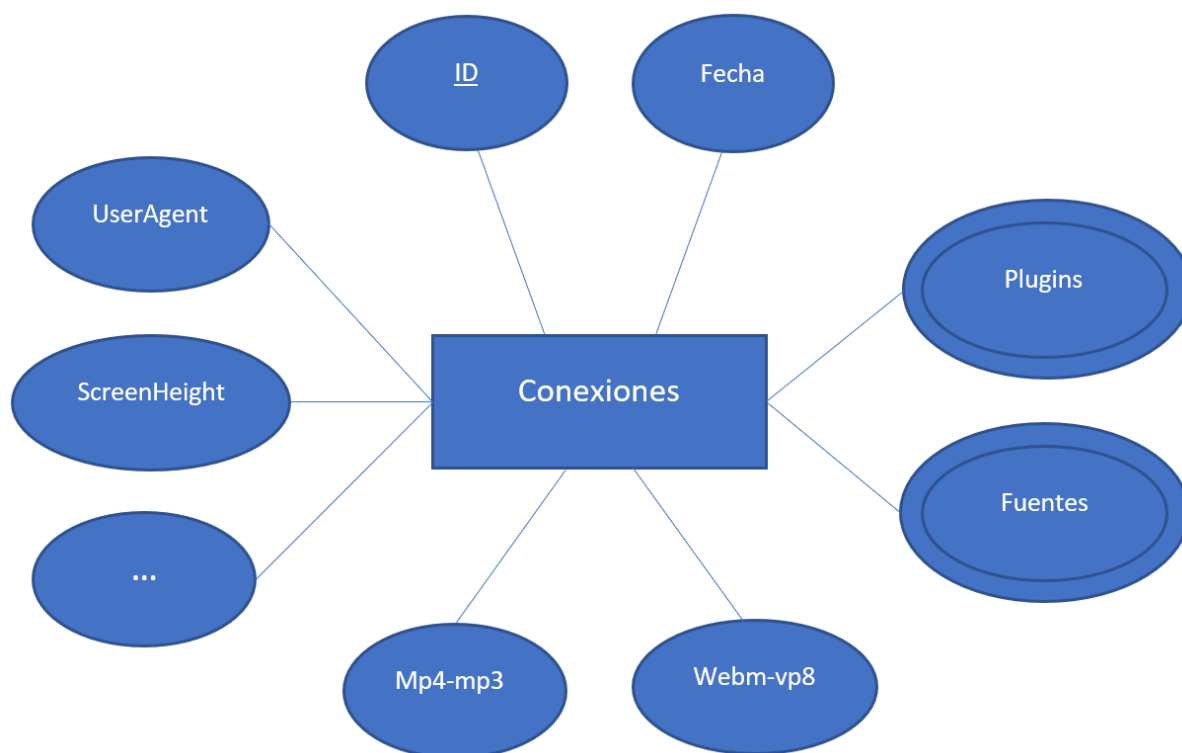 ID
Fecha
UserAgent
Plugins
ScreenHeight
Conexiones
Fuentes
...
Mp4-mp3
Webm-vp8